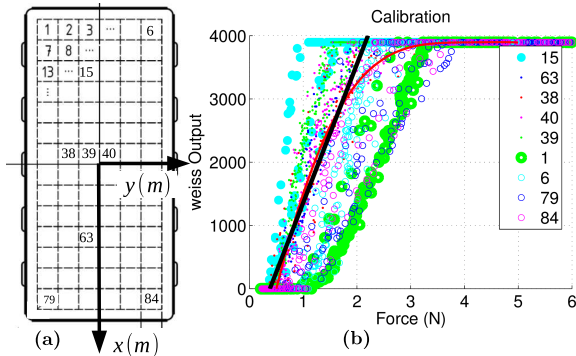 1 2 3 ... 6
7 8 ...
13 ... 15
⋮
38 39 40
y(m)
63
79 84
(a) x(m)
Calibration
weiss Output
4000
3000
2000
1000
0
0 1 2 3 4 5 6
Force (N)
15
63
38
40
39
1
6
79
84
(b)